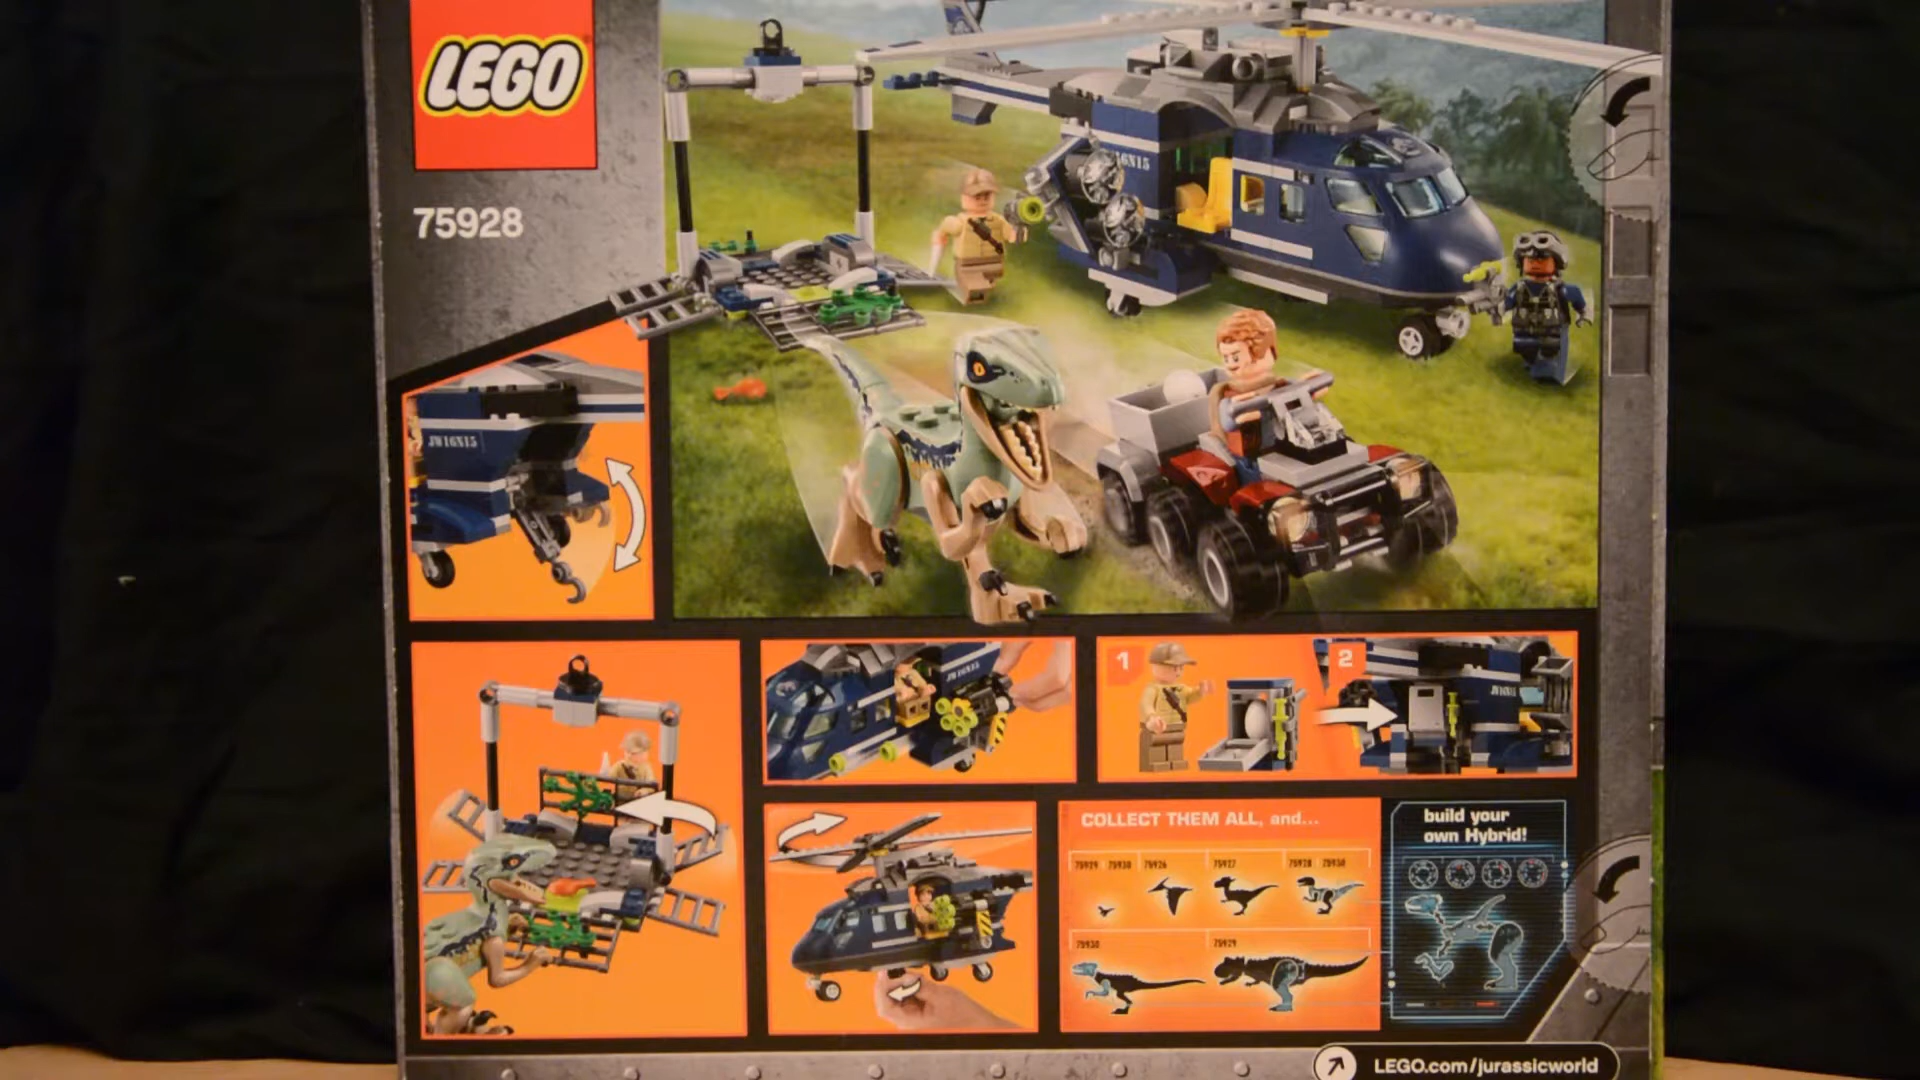 LEGO
75928
16N15
JW16N15
JW16N15
1
2
JW16N15
COLLECT THEM ALL, and...
75929 75930 75926 75927 75928 75930
75930 75929
build your
own Hybrid!
LEGO.com/jurassicworld